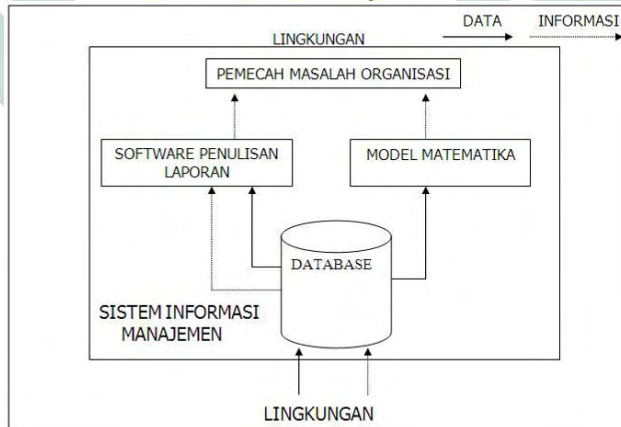 DATA
INFORMASI
LINGKUNGAN
PEMECAH MASALAH ORGANISASI
SOFTWARE PENULISAN
LAPORAN
MODEL MATEMATIKA
DATABASE
SISTEM INFORMASI
MANAJEMEN
LINGKUNGAN